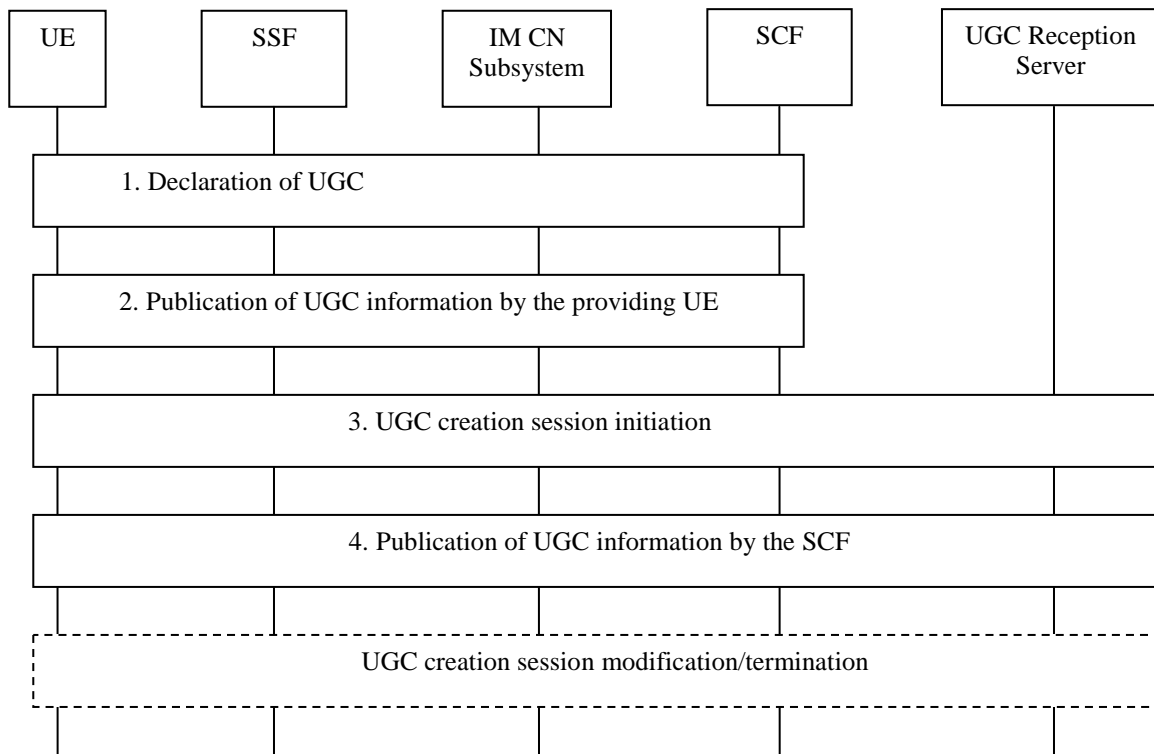 UE
SSF
IM CN
Subsystem
SCF
UGC Reception
Server
1. Declaration of UGC
2. Publication of UGC information by the providing UE
3. UGC creation session initiation
4. Publication of UGC information by the SCF
UGC creation session modification/termination